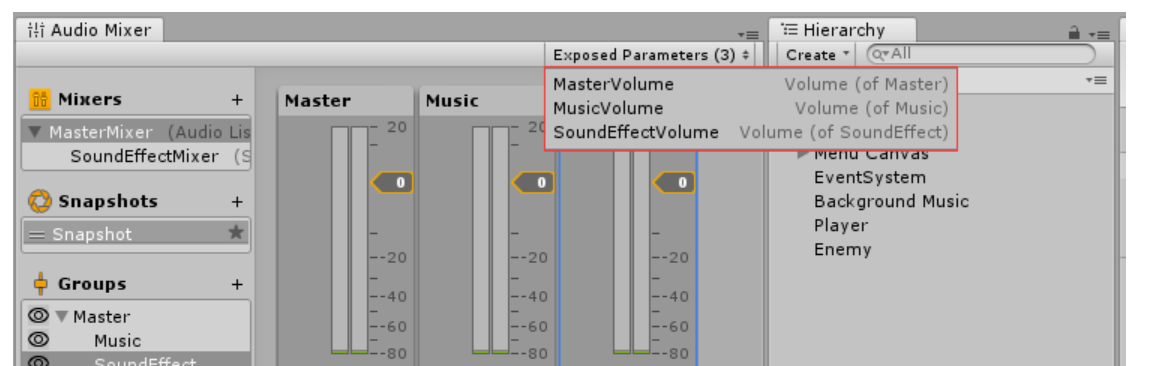 Audio Mixer
Exposed Parameters (3)
Mixers +
MasterMixer (Audio Lis
SoundEffectMixer (S
Snapshots +
Snapshot
Groups +
Master
Music
SoundEffect
Master
20
0
--20
--40
--60
--80
Music
20
0
--20
--40
--60
--80
0
--20
--40
--60
--80
MasterVolume Volume (of Master)
MusicVolume Volume (of Music)
SoundEffectVolume Volume (of SoundEffect)
Hierarchy
Create All
Menu Canvas
EventSystem
Background Music
Player
Enemy